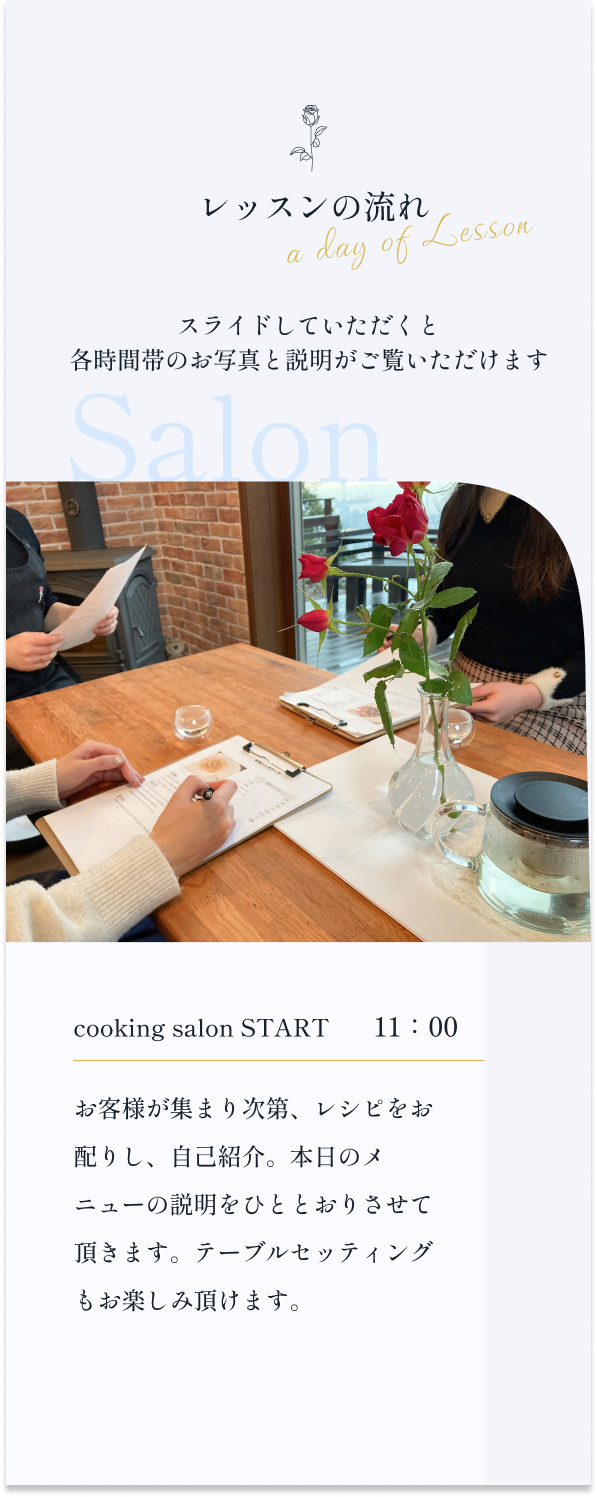 レッスンの流れ
a day of Lesson
スライドしていただくと
各時間帯のお写真と説明がご覧いただけます
Salon
cooking salon START 11：00
お客様が集まり次第、レシピをお
配りし、自己紹介。本日のメ
ニューの説明をひととおりさせて
頂きます。テーブルセッティング
もお楽しみ頂けます。